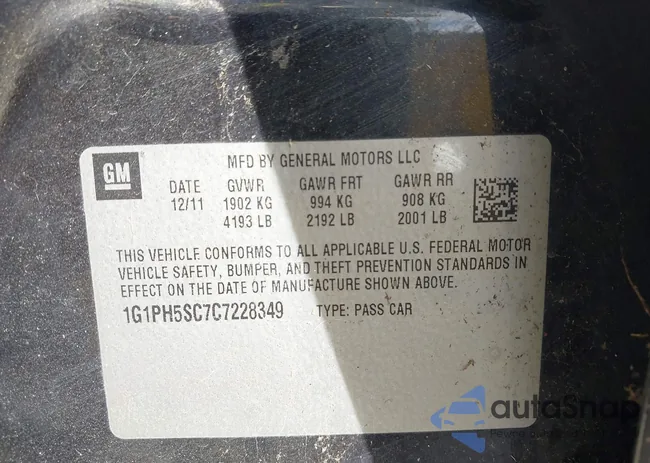 GM
MFD BY GENERAL MOTORS LLC
DATE GVWR GAWR FRT GAWR RR
12/11 1902 KG 994 KG 908 KG
4193 LB 2192 LB 2001 LB
THIS VEHICLE CONFORMS TO ALL APPLICABLE U.S. FEDERAL MOTOR
VEHICLE SAFETY, BUMPER, AND THEFT PREVENTION STANDARDS IN
EFFECT ON THE DATE OF MANUFACTURE SHOWN ABOVE.
1G1PH5SC7C7228349 TYPE: PASS CAR
autoSnap